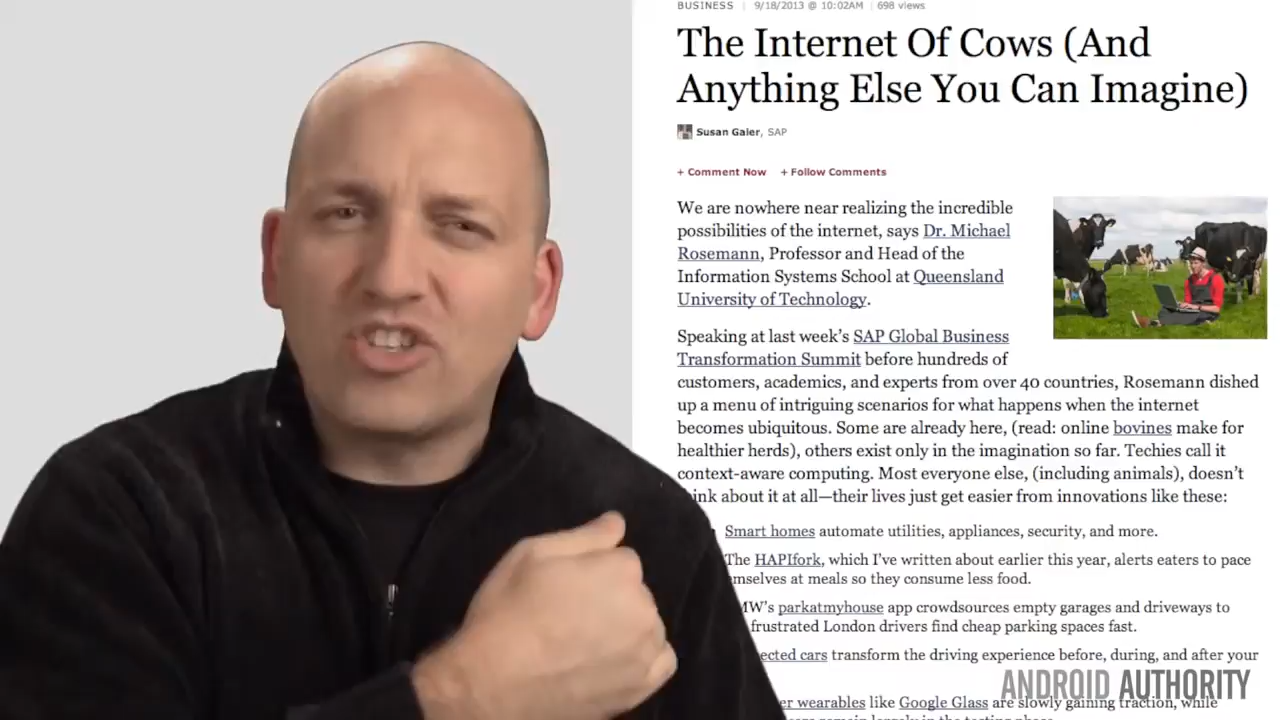 BUSINESS | 9/18/2013 @ 10:02AM | 698 views
The Internet Of Cows (And
Anything Else You Can Imagine)
Susan Galer, SAP
+ Comment Now + Follow Comments
We are nowhere near realizing the incredible
possibilities of the internet, says Dr. Michael
Rosemann, Professor and Head of the
Information Systems School at Queensland
University of Technology.
Speaking at last week’s SAP Global Business
Transformation Summit before hundreds of
customers, academics, and experts from over 40 countries, Rosemann dished
up a menu of intriguing scenarios for what happens when the internet
becomes ubiquitous. Some are already here, (read: online bovines make for
healthier herds), others exist only in the imagination so far. Techies call it
context-aware computing. Most everyone else, (including animals), doesn’t
ink about it at all—their lives just get easier from innovations like these:
Smart homes automate utilities, appliances, security, and more.
The HAPIfork, which I’ve written about earlier this year, alerts eaters to pace
mselves at meals so they consume less food.
MW’s parkatmyhouse app crowdsources empty garages and driveways to
frustrated London drivers find cheap parking spaces fast.
ected cars transform the driving experience before, during, and after your
er wearables like Google Glass are slowly gaining traction, while
ANDROID AUTHORITY